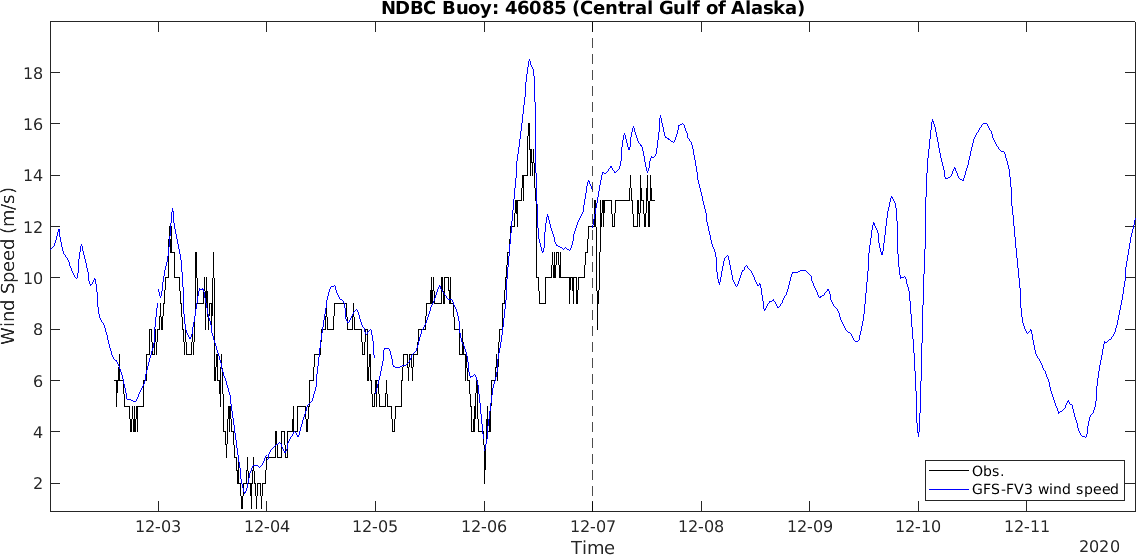 NDBC Buoy: 46085 (Central Gulf of Alaska)
Wind Speed (m/s)
18
16
14
12
10
8
6
4
2
Obs.
GFS-FV3 wind speed
12-03 12-04 12-05 12-06 12-07 12-08 12-09 12-10 12-11
Time
2020